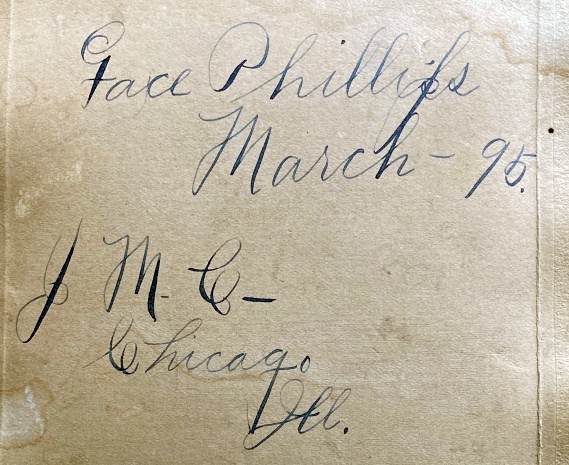 Grace Phillips
March - 95.
J M. C -
Chicago
Ill.